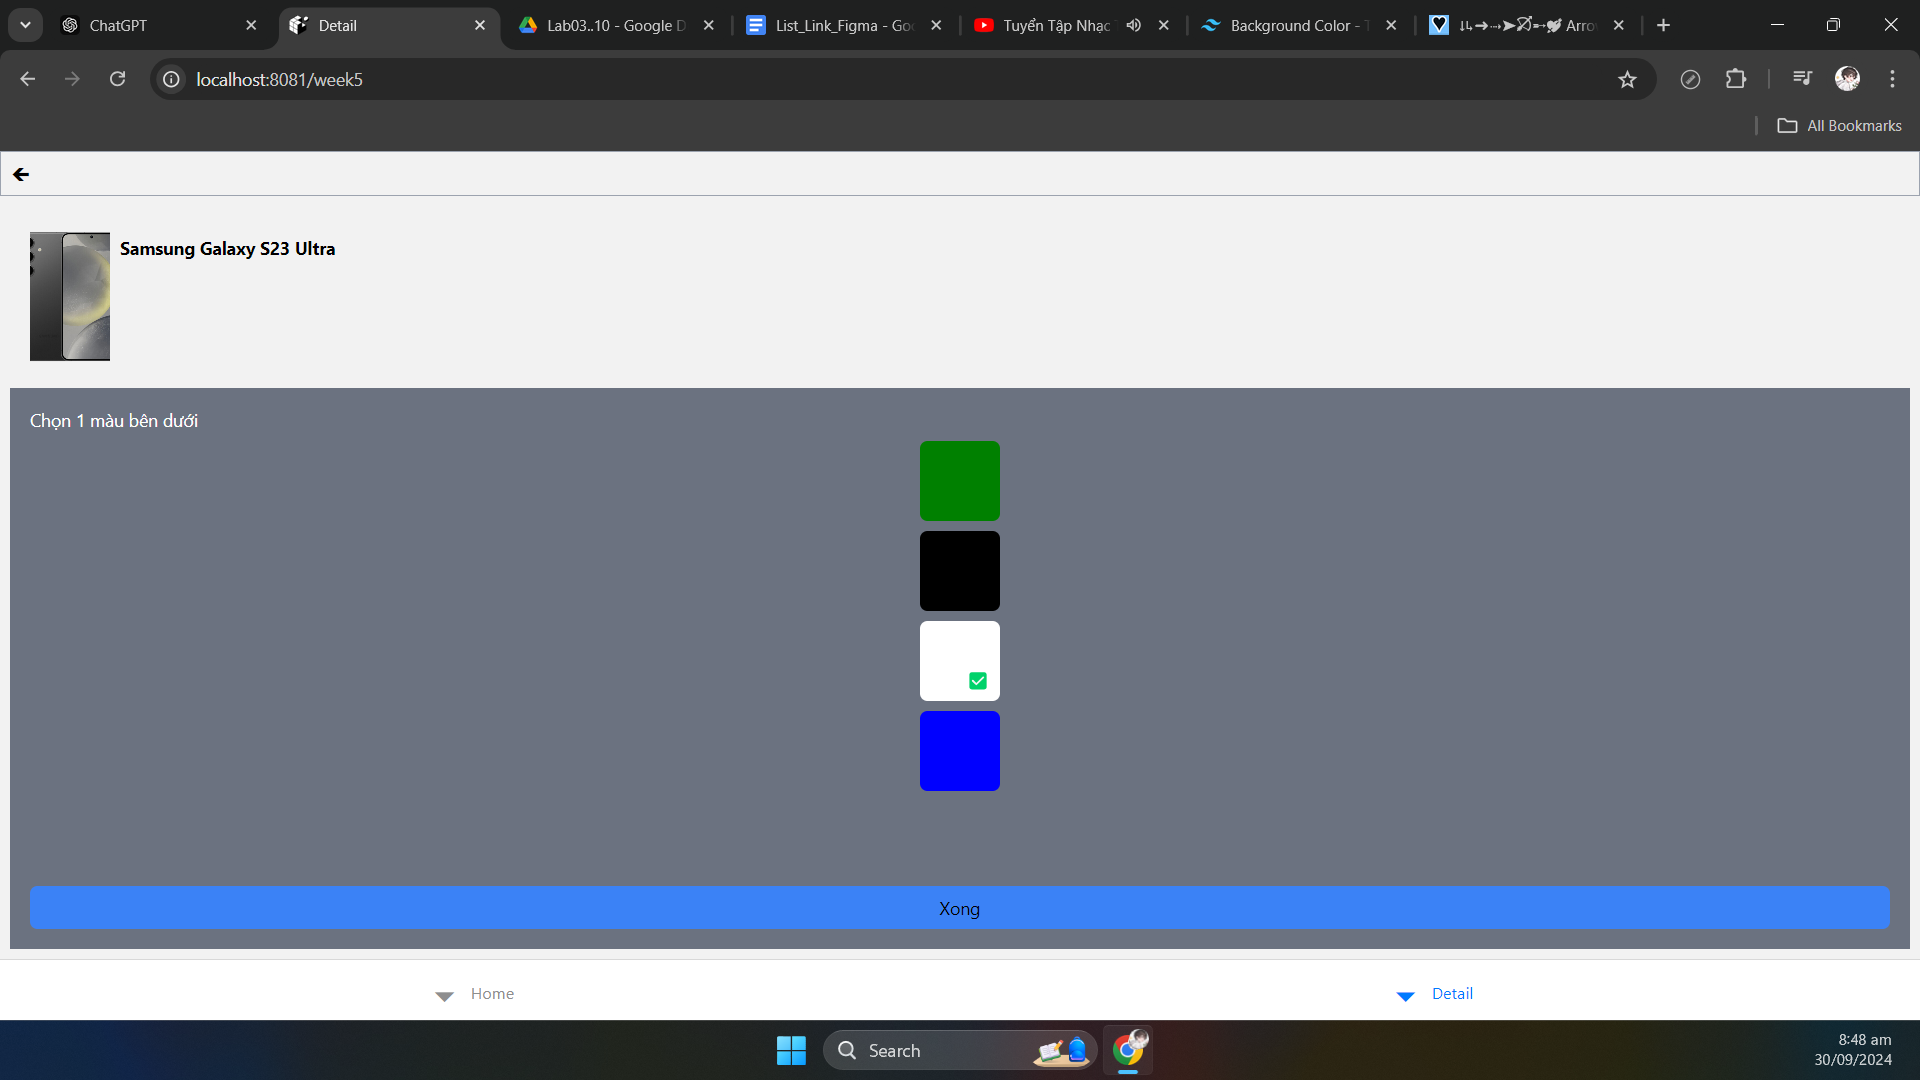 ChatGPT
Detail
Lab03..10 - Google D
List_Link_Figma - Goo
Tuyển Tập Nhạc
Background Color - T
Arro
localhost:8081/week5
All Bookmarks
Samsung Galaxy S23 Ultra
Chọn 1 màu bên dưới
Xong
Home
Detail
Search
8:48 am
30/09/2024